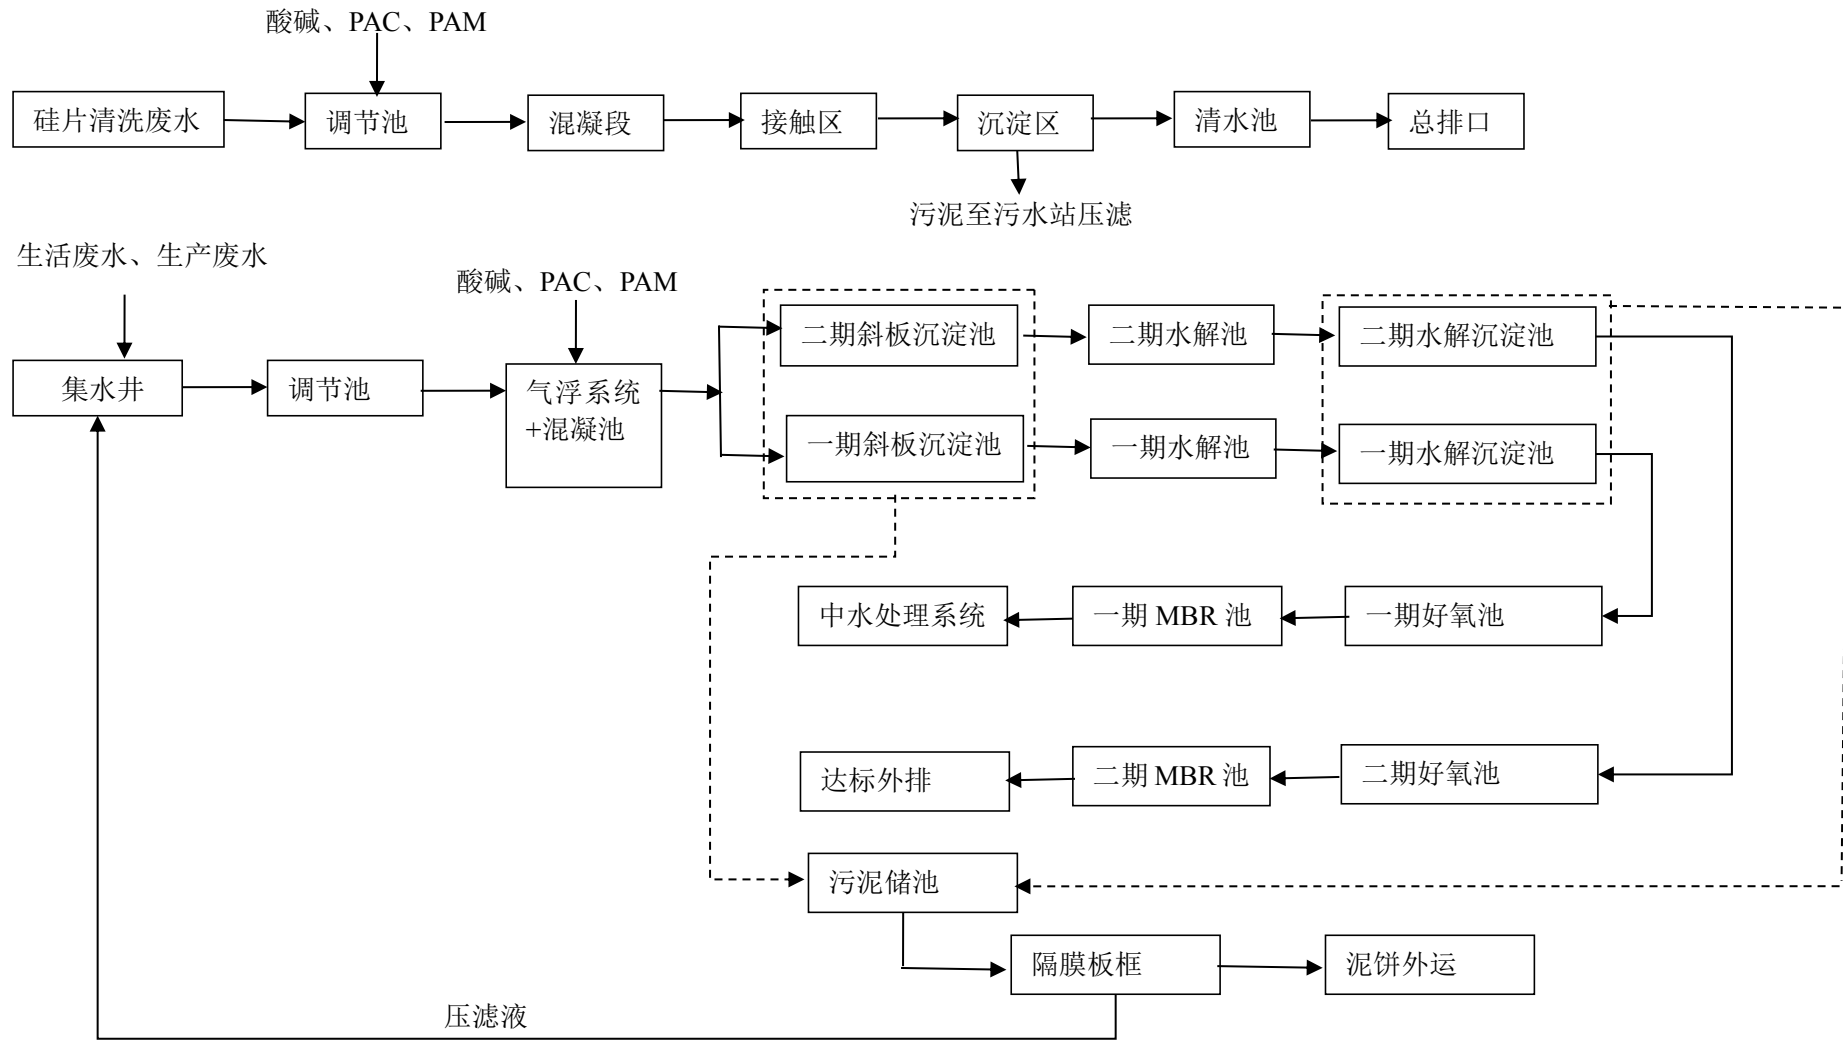 酸碱、PAC、PAM
硅片清洗废水
调节池
混凝段
接触区
沉淀区
清水池
总排口
污泥至污水站压滤
生活废水、生产废水
酸碱、PAC、PAM
集水井
调节池
气浮系统
+混凝池
二期斜板沉淀池
二期水解池
二期水解沉淀池
一期斜板沉淀池
一期水解池
一期水解沉淀池
中水处理系统
一期 MBR 池
一期好氧池
达标外排
二期 MBR 池
二期好氧池
污泥储池
隔膜板框
泥饼外运
压滤液